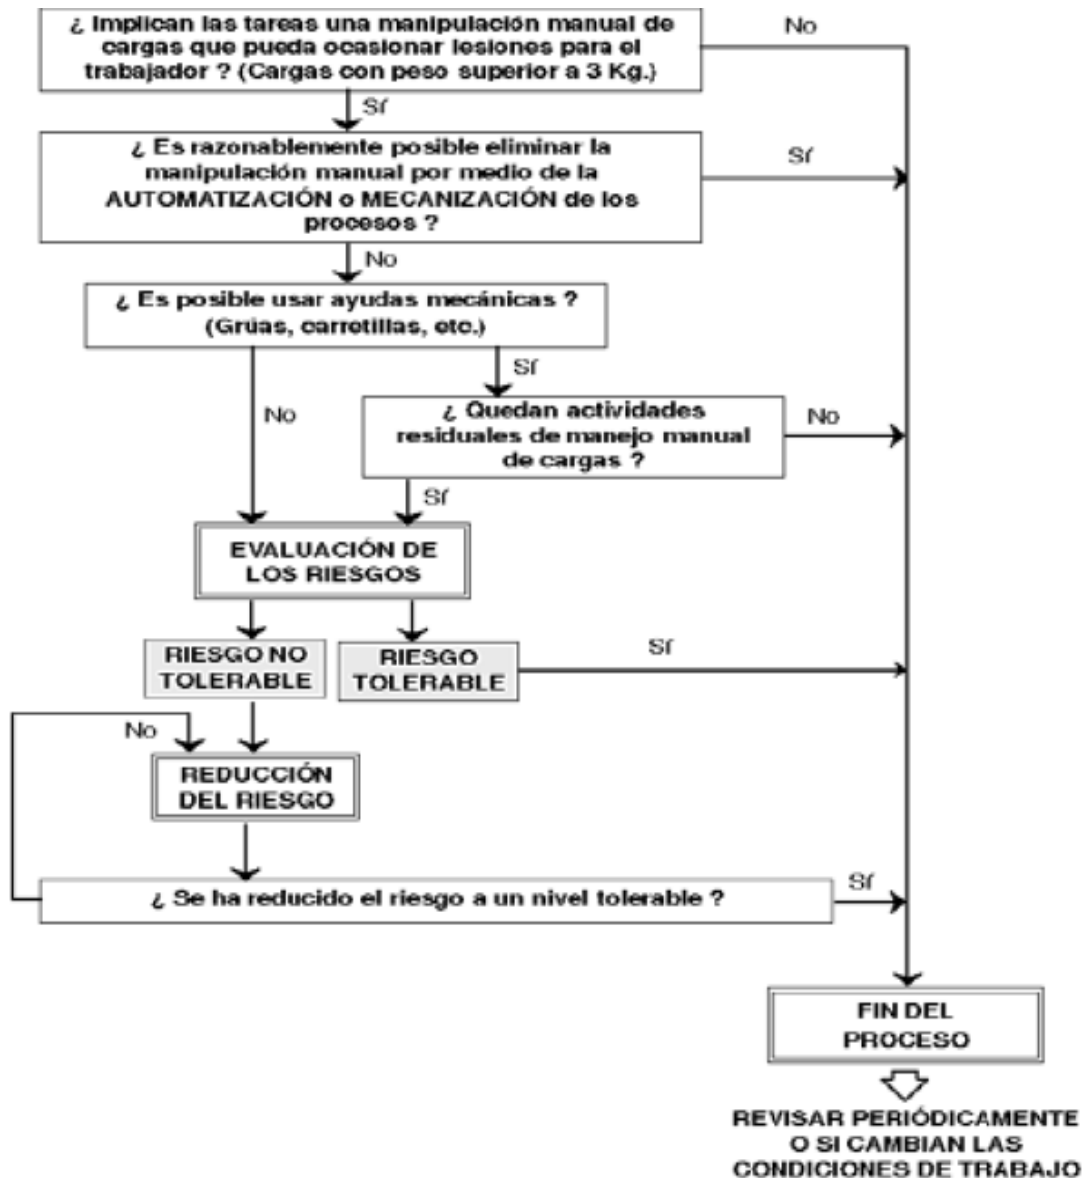 ¿ Implican las tareas una manipulación manual de
cargas que pueda ocasionar lesiones para el
trabajador ? (Cargas con peso superior a 3 Kg.)
No
Sí
¿ Es razonablemente posible eliminar la
manipulación manual por medio de la
AUTOMATIZACIÓN o MECANIZACIÓN de los
procesos ?
Sí
No
¿ Es posible usar ayudas mecánicas ?
(Grúas, carretillas, etc.)
Sí
No
¿ Quedan actividades
residuales de manejo manual
de cargas ?
No
Sí
EVALUACIÓN DE
LOS RIESGOS
RIESGO NO
TOLERABLE
RIESGO
TOLERABLE
Sí
No
REDUCCIÓN
DEL RIESGO
¿ Se ha reducido el riesgo a un nivel tolerable ?
Sí
FIN DEL
PROCESO
REVISAR PERIÓDICAMENTE
O SI CAMBIAN LAS
CONDICIONES DE TRABAJO